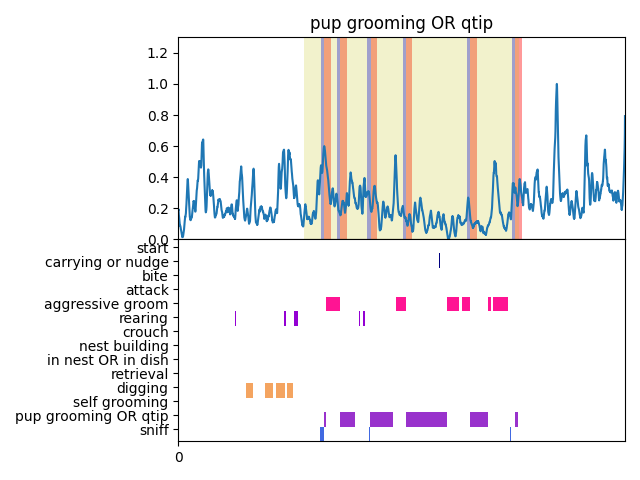 pup grooming OR qtip
1.2
1.0
0.8
0.6
0.4
0.2
0.0
start
carrying or nudge
bite
attack
aggressive groom
rearing
crouch
nest building
in nest OR in dish
retrieval
digging
self grooming
pup grooming OR qtip
sniff
0